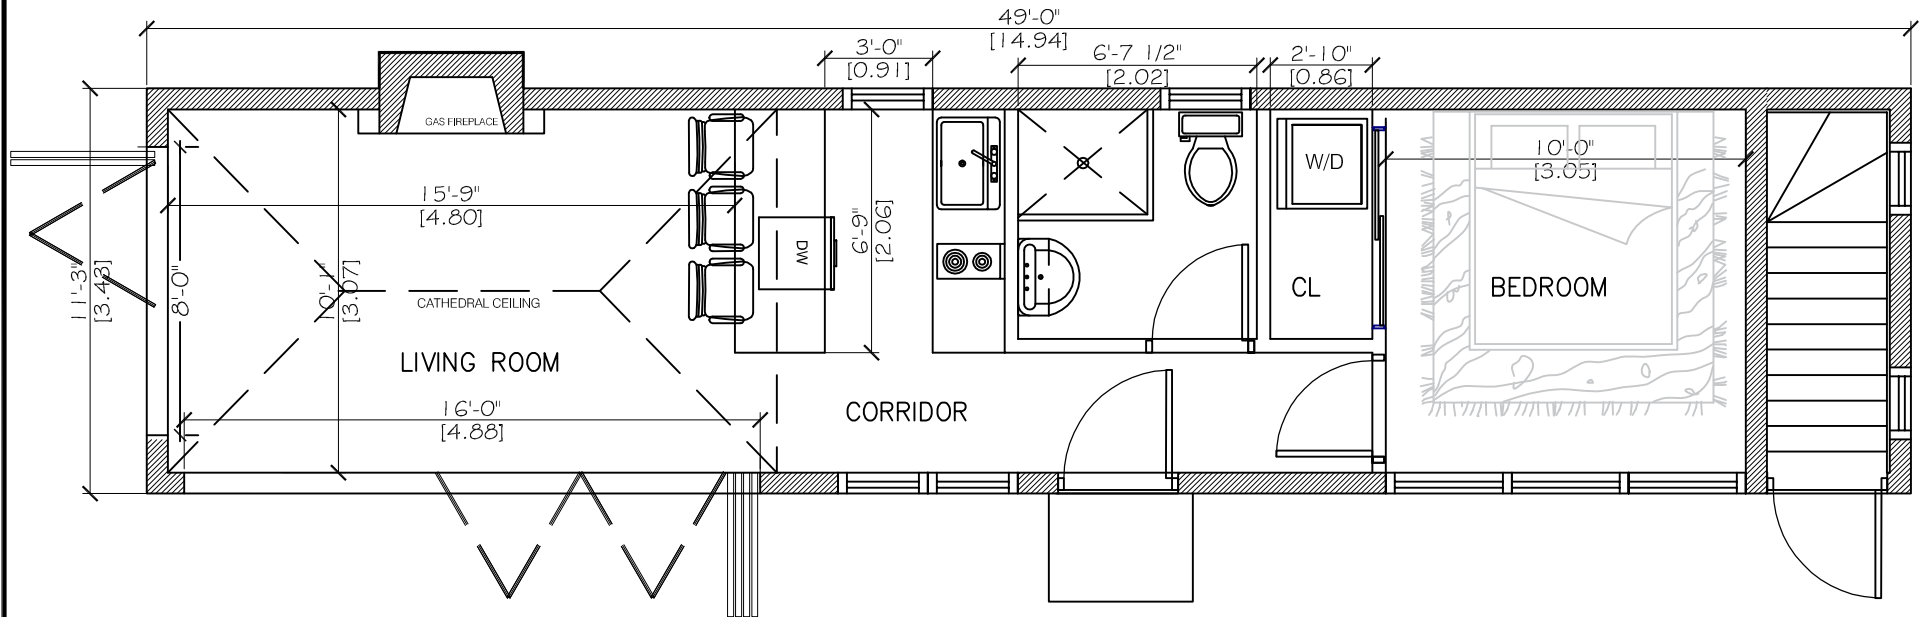 49'-0"
[14.94]
3'-0"
[0.91]
6'-7 1/2"
[2.02]
2'-10"
[0.86]
GAS FIREPLACE
W/D
10'-0"
[3.05]
15'-9"
[4.80]
6'-9"
[2.06]
DW
11'-3"
[3.43]
8'-0"
10'-1"
[3.07]
CATHEDRAL CEILING
CL
BEDROOM
LIVING ROOM
16'-0"
[4.88]
CORRIDOR